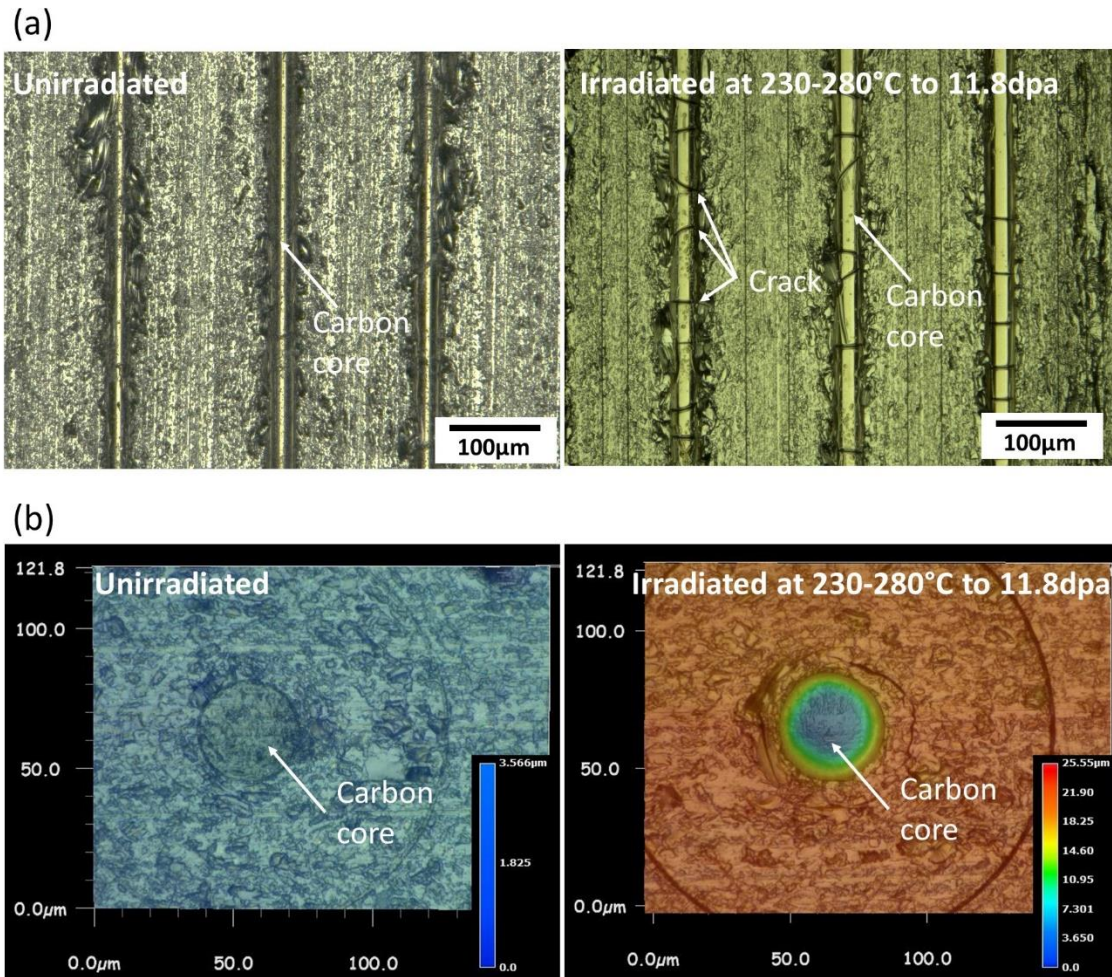 (a)
Unirradiated
Irradiated at 230-280°C to 11.8dpa
Carbon
core
Crack
Carbon
core
100μm
100μm
(b)
Unirradiated
Irradiated at 230-280°C to 11.8dpa
121.8
100.0
50.0
0.0μm
0.0μm
50.0
100.0
Carbon
core
3.566μm
1.825
0.0
121.8
100.0
50.0
0.0μm
0.0μm
50.0
100.0
Carbon
core
25.55μm
21.90
18.25
14.60
10.95
7.301
3.650
0.0